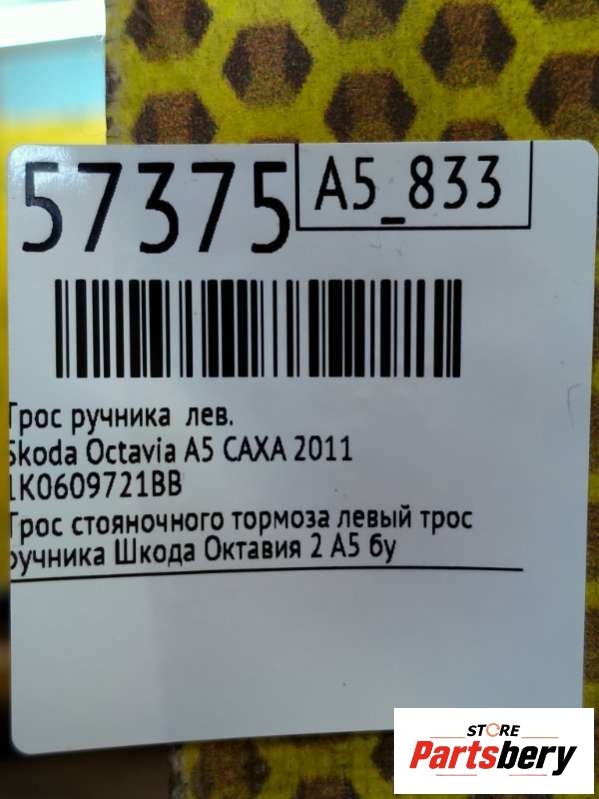 57375
A5_833
Трос ручника лев.
Skoda Octavia A5 CAXA 2011
1K0609721BB
Трос стояночного тормоза левый трос
ручника Шкода Октавия 2 А5 бу
STORE
Partsbery